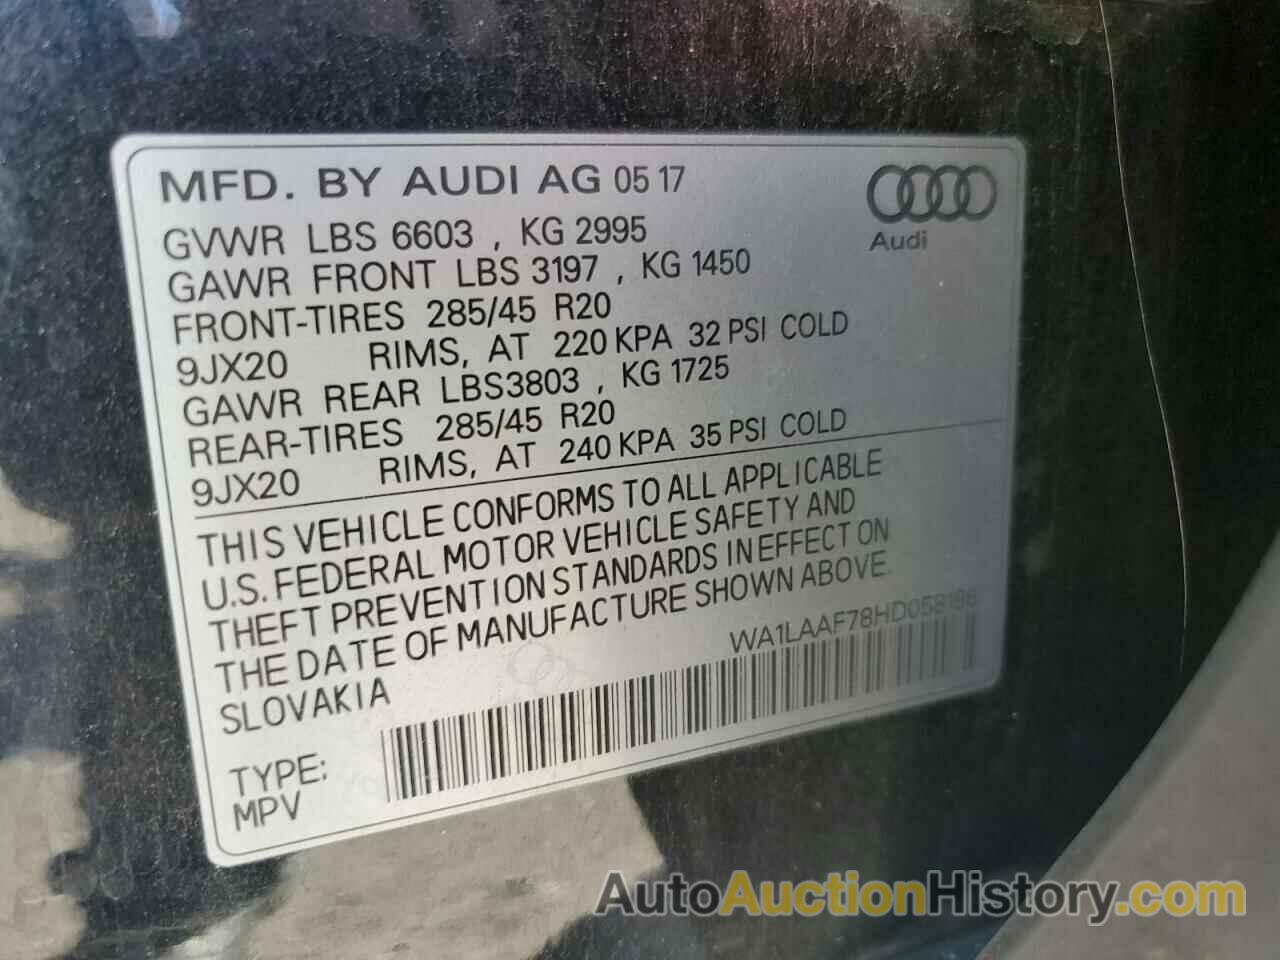 MFD. BY AUDI AG 05 17
GVWR LBS 6603 , KG 2995
GAWR FRONT LBS 3197 , KG 1450
FRONT-TIRES 285/45 R20
9JX20 RIMS, AT 220 KPA 32 PSI COLD
GAWR REAR LBS3803 , KG 1725
REAR-TIRES 285/45 R20
9JX20 RIMS, AT 240 KPA 35 PSI COLD
Audi
THIS VEHICLE CONFORMS TO ALL APPLICABLE
U.S. FEDERAL MOTOR VEHICLE SAFETY AND
THEFT PREVENTION STANDARDS IN EFFECT ON
THE DATE OF MANUFACTURE SHOWN ABOVE.
SLOVAKIA
WA1LAAF78HD058196
TYPE:
MPV
AutoAuctionHistory.com